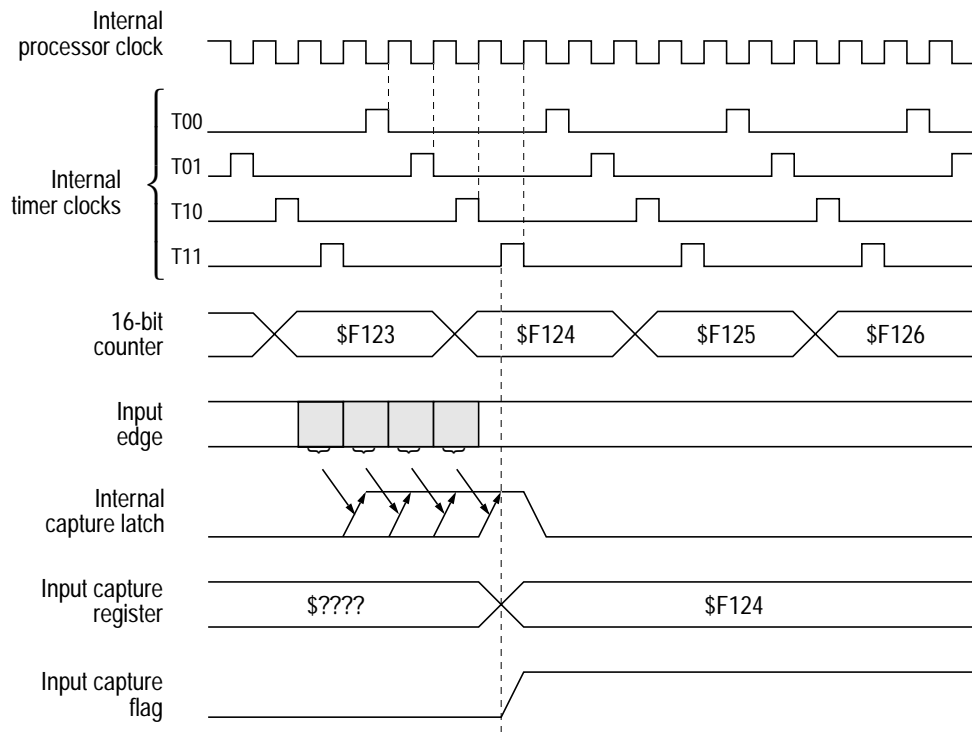 Internal
processor clock
T00
T01
Internal
timer clocks
T10
T11
16-bit
counter
$F123
$F124
$F125
$F126
Input
edge
Internal
capture latch
Input capture
register
$????
$F124
Input capture
flag